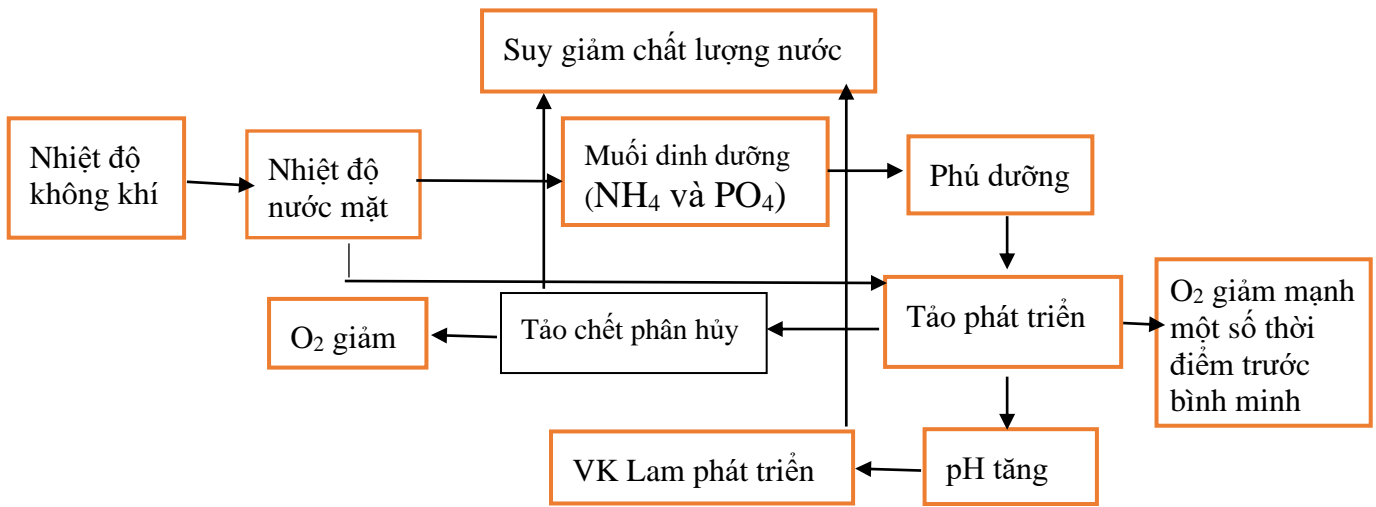 Suy giảm chất lượng nước
Nhiệt độ
không khí
Nhiệt độ
nước mặt
Muối dinh dưỡng
(NH₄ và PO₄)
Phú dưỡng
O₂ giảm
Tảo chết phân hủy
Tảo phát triển
O₂ giảm mạnh
một số thời
điểm trước
bình minh
VK Lam phát triển
pH tăng